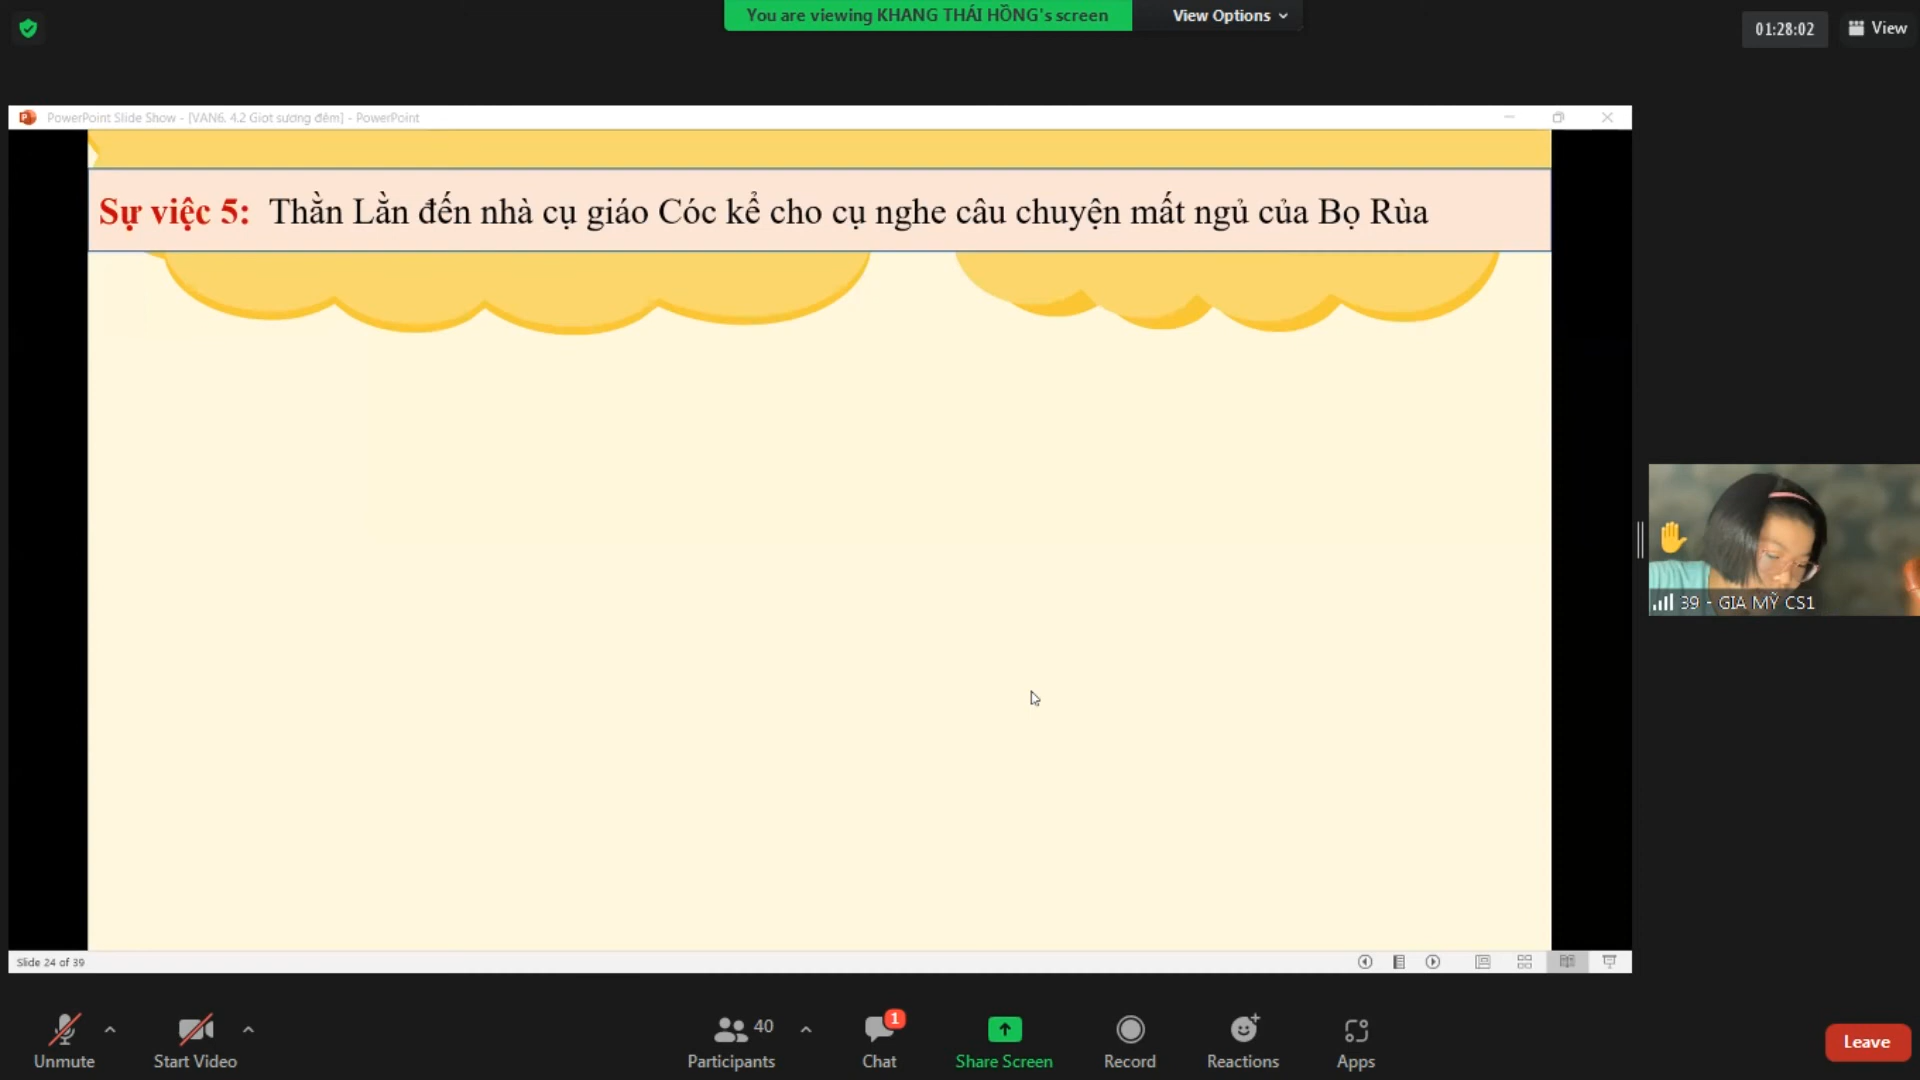 You are viewing KHANG THÁI HỒNG's screen
View Options
01:28:02
View
PowerPoint Slide Show - [VAN6. 4.2 Giọt sương đêm] - PowerPoint
Sự việc 5: Thằn Lằn đến nhà cụ giáo Cóc kể cho cụ nghe câu chuyện mất ngủ của Bọ Rùa
39 - GIA MỸ CS1
Slide 24 of 39
Unmute
Start Video
40
Participants
1
Chat
Share Screen
Record
Reactions
Apps
Leave